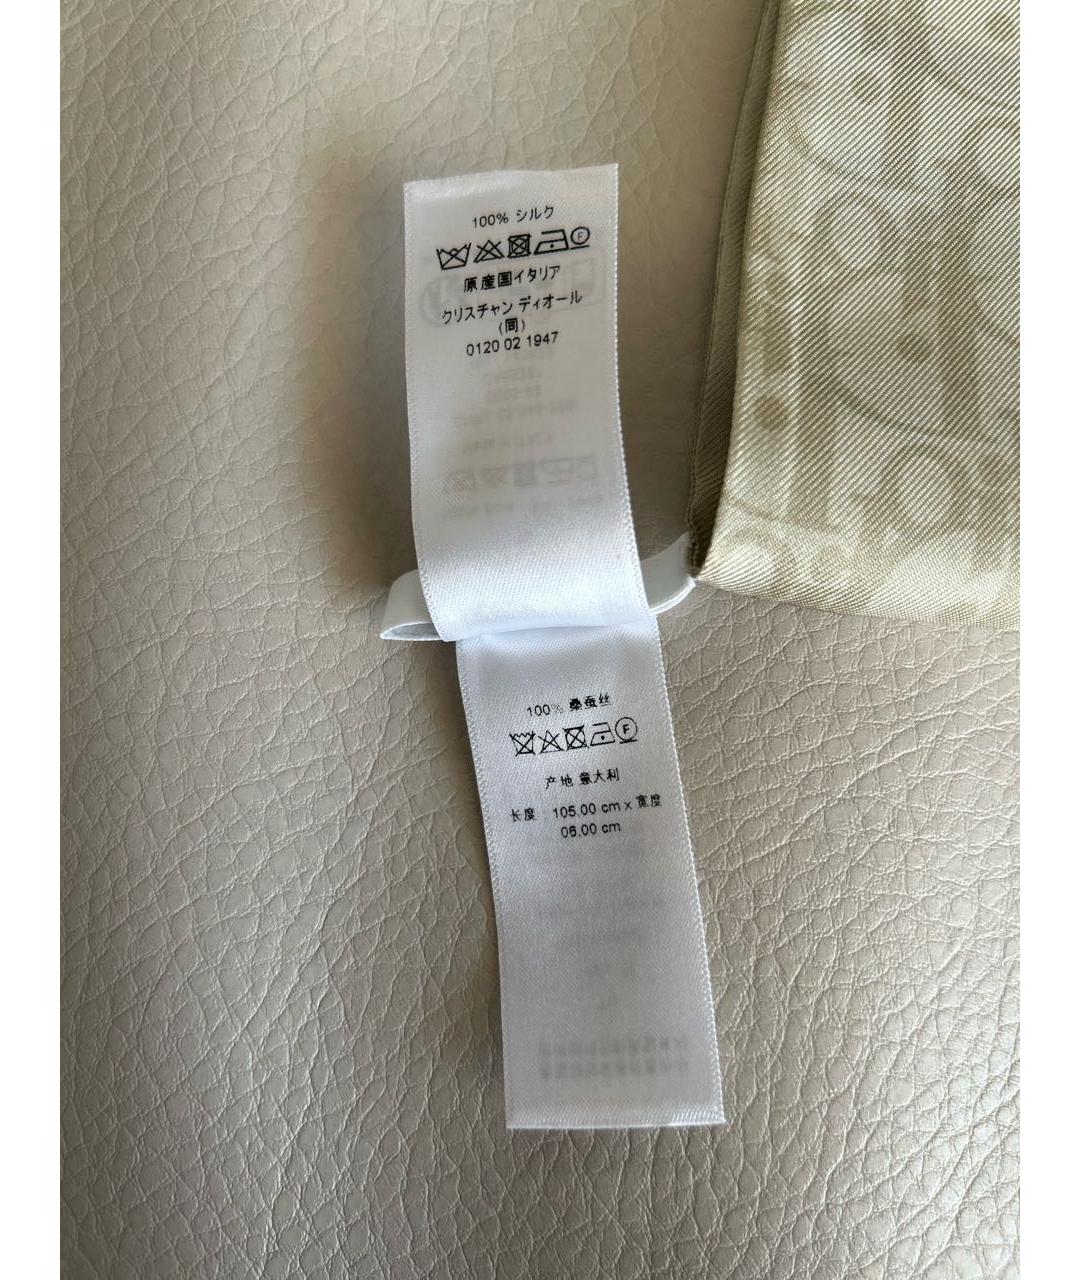 100% シルク
F
原産国イタリア
クリスチャン ディオール
(同)
0120 02 1947
100% 桑蚕丝
F
产地 意大利
长度 105.00 cm x 宽度
06.00 cm